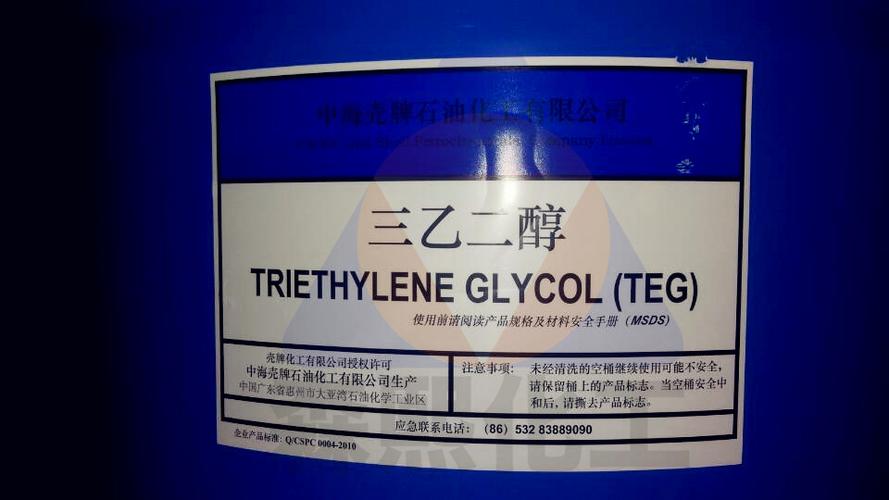 中海壳牌石油化工有限公司
三乙二醇
TRIETHYLENE GLYCOL (TEG)
使用前请阅读产品规格及材料安全手册（MSDS）
壳牌化工有限公司授权许可
中海壳牌石油化工有限公司生产
中国广东省惠州市大亚湾石油化学工业区
注意事项： 未经清洗的空桶继续使用可能不安全，
请保留桶上的产品标志。当空桶安全中
和后，请撕去产品标志。
应急联系电话： （86）532 83889090
企业产品标准：Q/CSPC 0004-2010